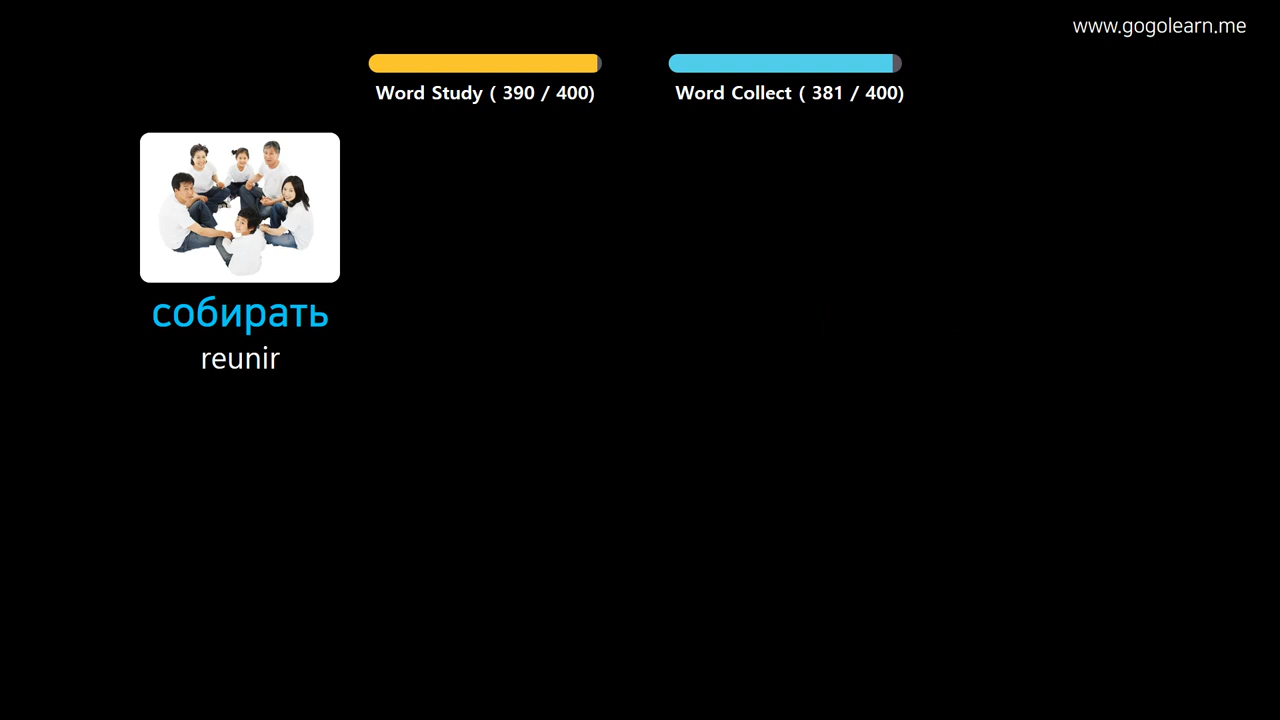 www.gogolearn.me
Word Study ( 390 / 400)
Word Collect ( 381 / 400)
собирать
reunir